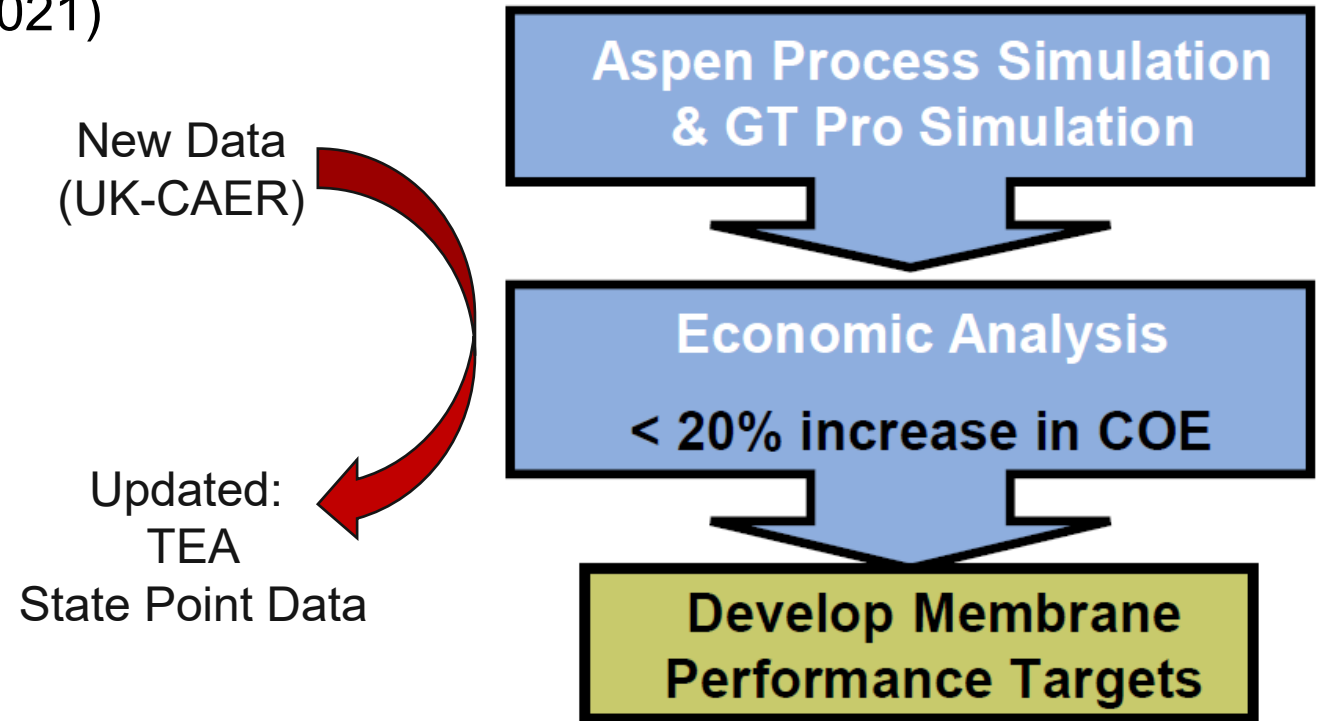 021)
New Data
(UK-CAER)
Updated:
TEA
State Point Data
Aspen Process Simulation
& GT Pro Simulation
Economic Analysis
< 20% increase in COE
Develop Membrane
Performance Targets